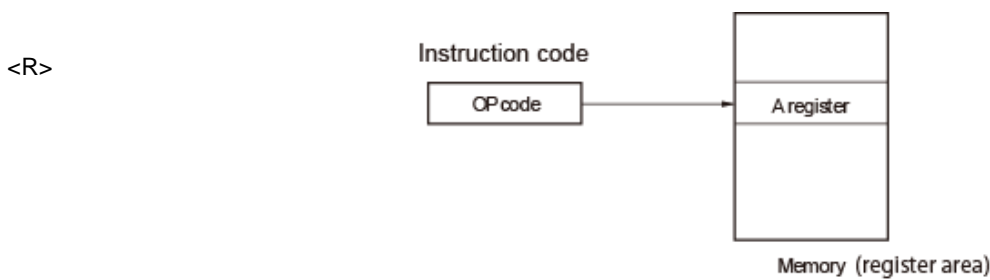 Instruction code
<R>
OP code
A register
Memory (register area)